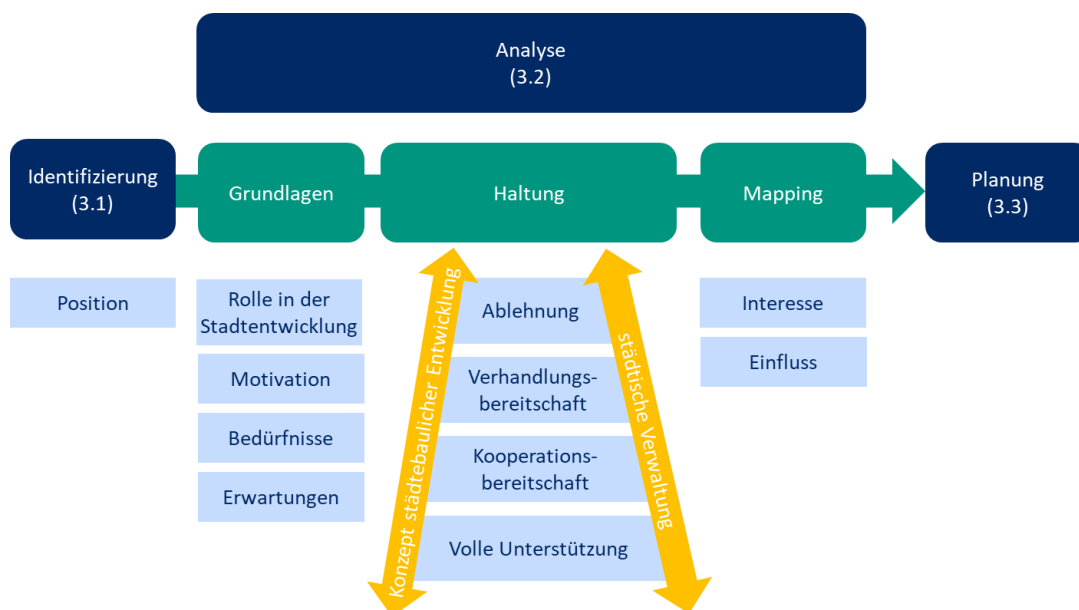 Analyse
(3.2)
Identifizierung
(3.1)
Grundlagen
Haltung
Mapping
Planung
(3.3)
Position
Rolle in der
Stadtentwicklung
Motivation
Bedürfnisse
Erwartungen
Konzept städtebaulicher Entwicklung
Ablehnung
Verhandlungs-
bereitschaft
Kooperations-
bereitschaft
Volle Unterstützung
städtische Verwaltung
Interesse
Einfluss